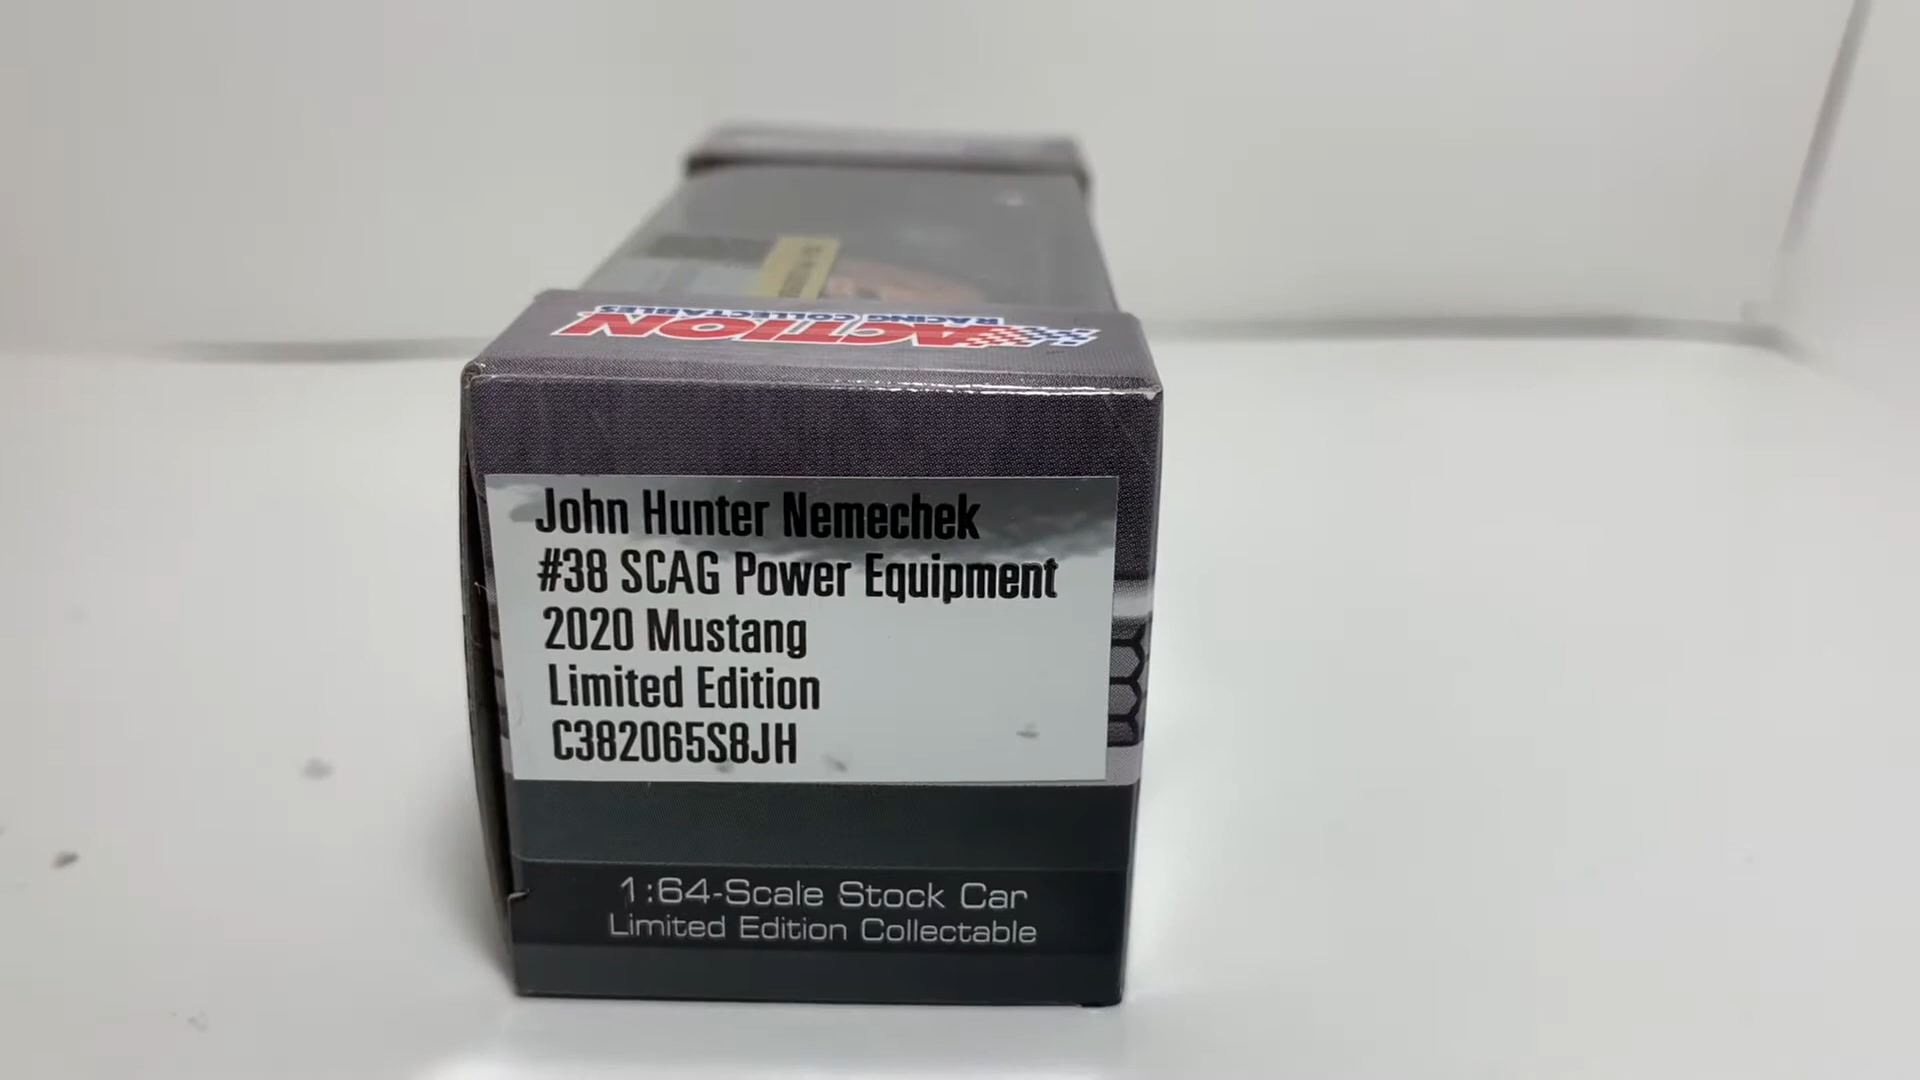 ACTION
RACING COLLECTABLES
John Hunter Nemechek
#38 SCAG Power Equipment
2020 Mustang
Limited Edition
C382065S8JH
1:64-Scale Stock Car
Limited Edition Collectable